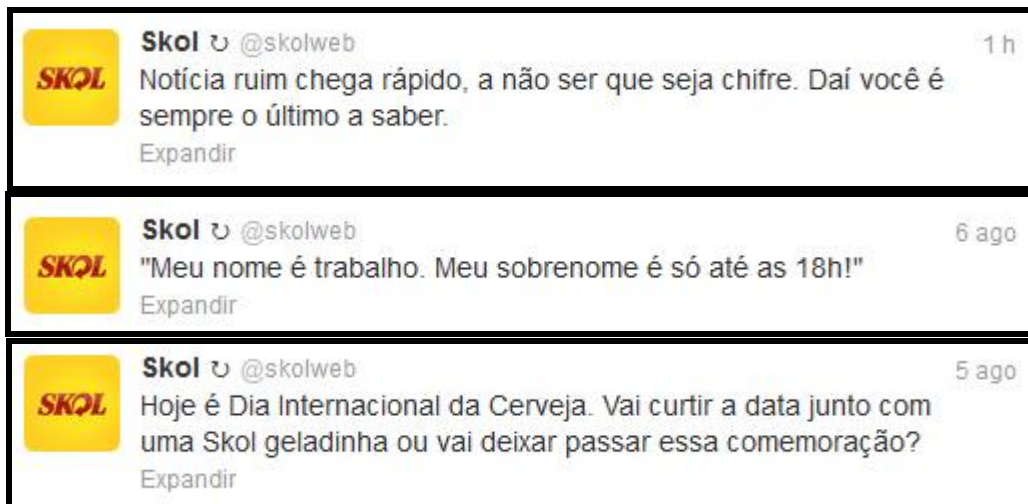 Skol ↻ @skolweb 1 h
SKOL
Notícia ruim chega rápido, a não ser que seja chifre. Daí você é
sempre o último a saber.
Expandir
Skol ↻ @skolweb 6 ago
SKOL
"Meu nome é trabalho. Meu sobrenome é só até as 18h!"
Expandir
Skol ↻ @skolweb 5 ago
SKOL
Hoje é Dia Internacional da Cerveja. Vai curtir a data junto com
uma Skol geladinha ou vai deixar passar essa comemoração?
Expandir